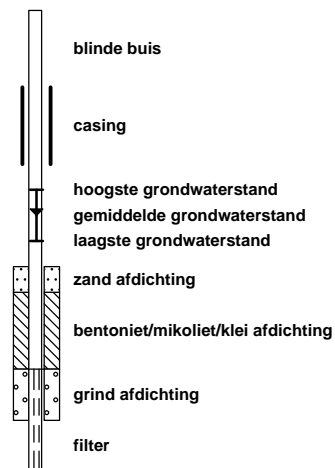 blinde buis
casing
hoogste grondwaterstand
gemiddelde grondwaterstand
laagste grondwaterstand
zand afdichting
bentoniet/mikoliet/klei afdichting
grind afdichting
filter